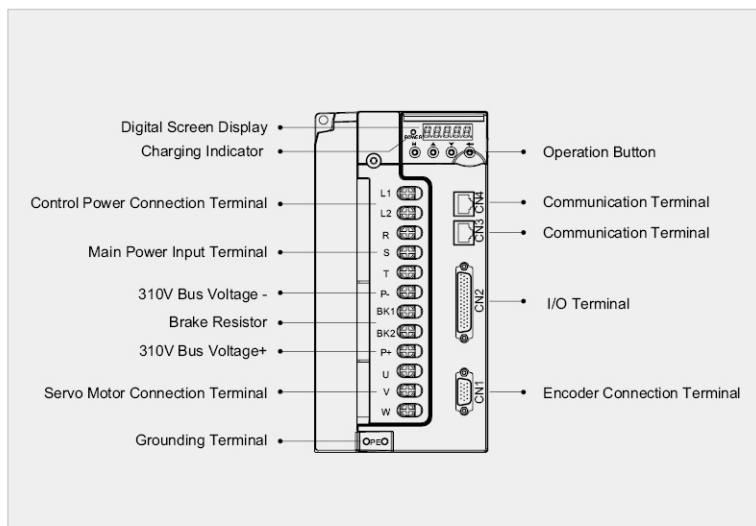 Digital Screen Display
Charging Indicator
Control Power Connection Terminal
Main Power Input Terminal
310V Bus Voltage -
Brake Resistor
310V Bus Voltage+
Servo Motor Connection Terminal
Grounding Terminal
POWER
88888
M
L1
L2
R
S
T
P-
BK1
BK2
P+
U
V
W
PE
CN4
CN3
CN2
CN1
Operation Button
Communication Terminal
Communication Terminal
I/O Terminal
Encoder Connection Terminal